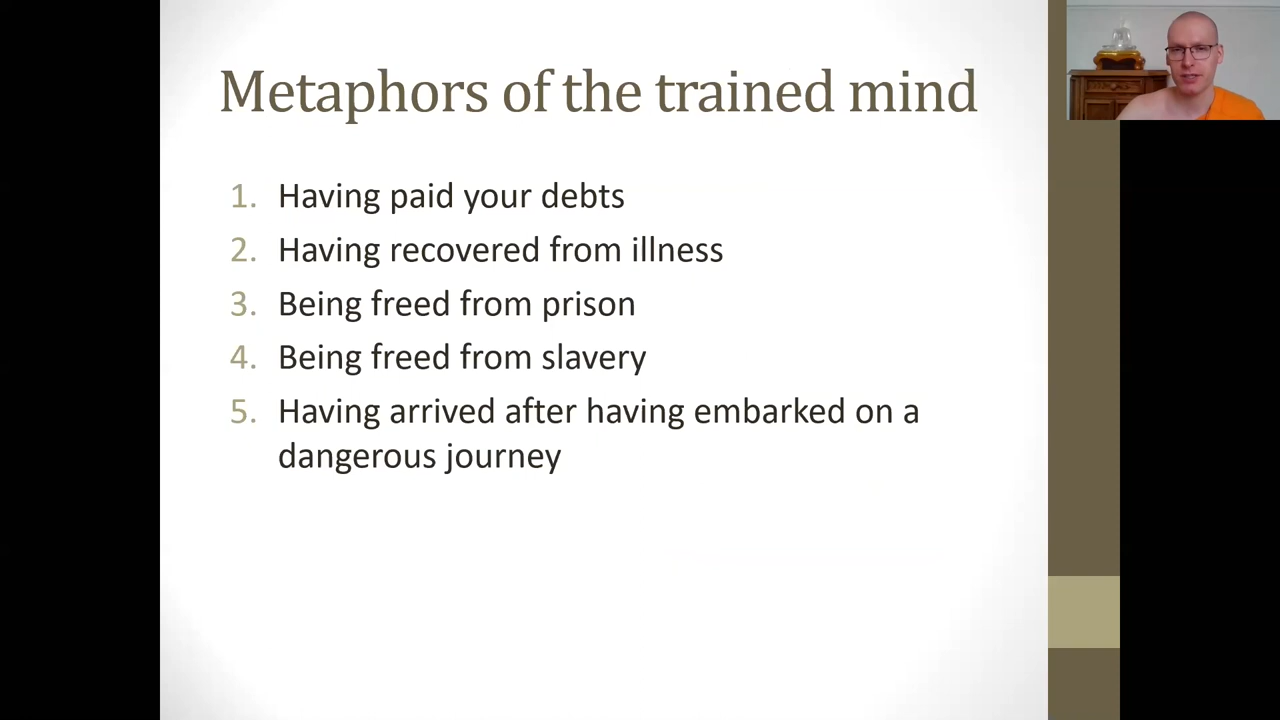 Metaphors of the trained mind
1. Having paid your debts
2. Having recovered from illness
3. Being freed from prison
4. Being freed from slavery
5. Having arrived after having embarked on a
dangerous journey